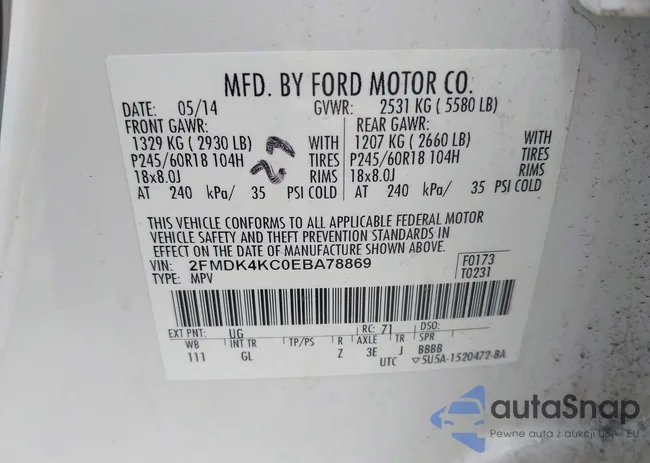 MFD. BY FORD MOTOR CO.
DATE: 05/14 GVWR: 2531 KG ( 5580 LB)
FRONT GAWR: REAR GAWR:
1329 KG ( 2930 LB) WITH 1207 KG ( 2660 LB) WITH
P245/60R18 104H TIRES P245/60R18 104H TIRES
18x8.0J RIMS 18x8.0J RIMS
AT 240 kPa/ 35 PSI COLD AT 240 kPa/ 35 PSI COLD
THIS VEHICLE CONFORMS TO ALL APPLICABLE FEDERAL MOTOR
VEHICLE SAFETY AND THEFT PREVENTION STANDARDS IN
EFFECT ON THE DATE OF MANUFACTURE SHOWN ABOVE.
VIN: 2FMDK4KC0EBA78869 F0173
TYPE: MPV T0231
EXT PNT: UG RC: 71 DSO:
WB INT TR TP/PS R AXLE TR SPR
111 GL Z 3E J BBBB
UTC ▽5U5A-1520472-BA
autaSnap
Pewne auta z aukcji USA i EU